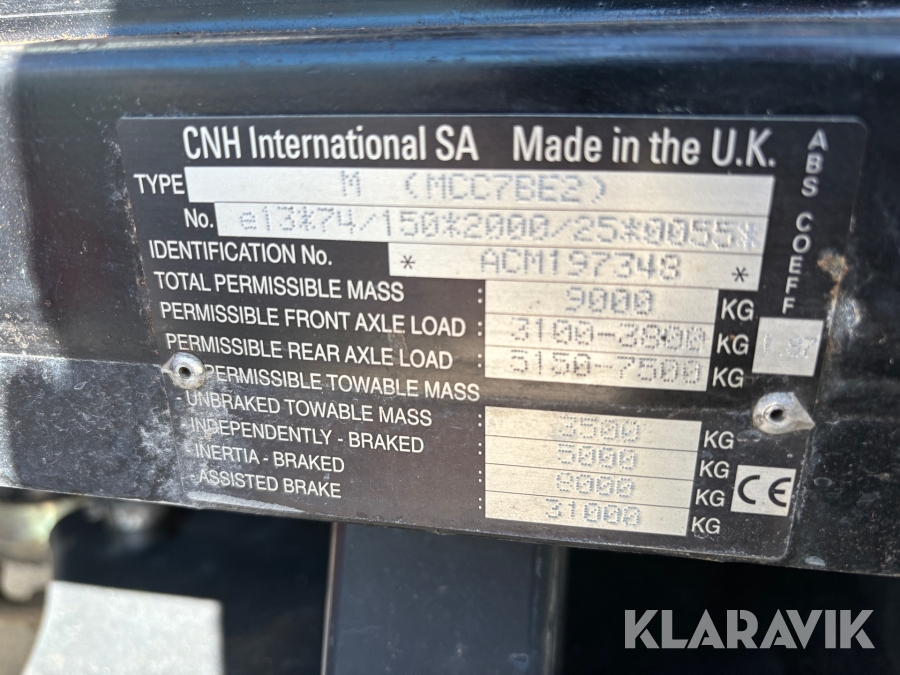 CNH International SA Made in the U.K.
TYPE M (MCC7BE2)
No. e13*74/150*2000/25*0055*
IDENTIFICATION No. * ACM197348 *
TOTAL PERMISSIBLE MASS : 9000 KG
PERMISSIBLE FRONT AXLE LOAD : 3100-3800 KG
PERMISSIBLE REAR AXLE LOAD : 5150-7500 KG
PERMISSIBLE TOWABLE MASS
- UNBRAKED TOWABLE MASS : 3500 KG
- INDEPENDENTLY - BRAKED : 5000 KG
- INERTIA - BRAKED : 8000 KG
- ASSISTED BRAKE : 31000 KG
ABS COEFF
CE
KLARAVIK